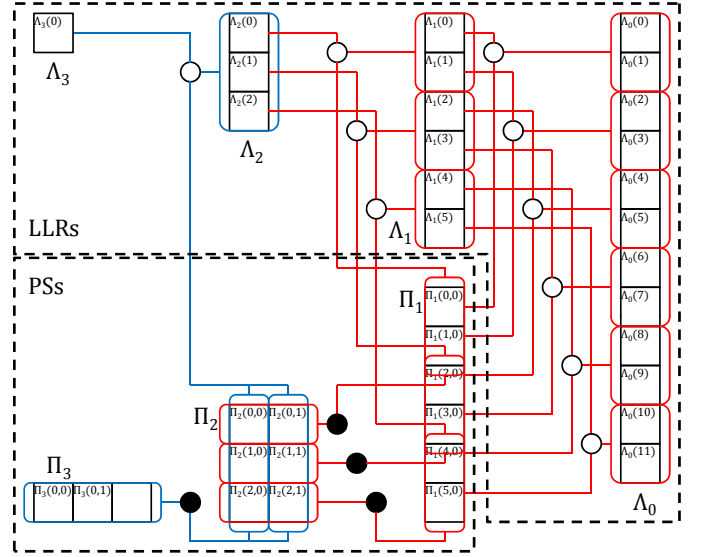 Λ₃(0)
Λ₃
Λ₂(0)
Λ₂(1)
Λ₂(2)
Λ₂
Λ₁(0)
Λ₁(1)
Λ₁(2)
Λ₁(3)
Λ₁(4)
Λ₁(5)
Λ₁
Λ₀(0)
Λ₀(1)
Λ₀(2)
Λ₀(3)
Λ₀(4)
Λ₀(5)
Λ₀(6)
Λ₀(7)
Λ₀(8)
Λ₀(9)
Λ₀(10)
Λ₀(11)
Λ₀
LLRs
PSs
Π₁
Π₁(0,0)
Π₁(1,0)
Π₁(2,0)
Π₁(3,0)
Π₁(4,0)
Π₁(5,0)
Π₂
Π₂(0,0) Π₂(0,1)
Π₂(1,0) Π₂(1,1)
Π₂(2,0) Π₂(2,1)
Π₃
Π₃(0,0) Π₃(0,1)